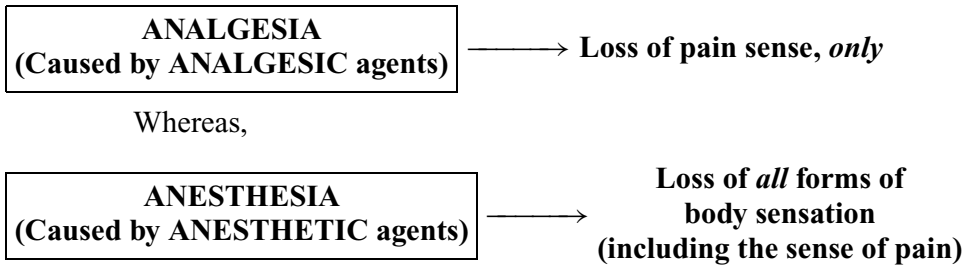 ANALGESIA
(Caused by ANALGESIC agents)
Loss of pain sense, only
Whereas,
ANESTHESIA
(Caused by ANESTHETIC agents)
Loss of all forms of
body sensation
(including the sense of pain)